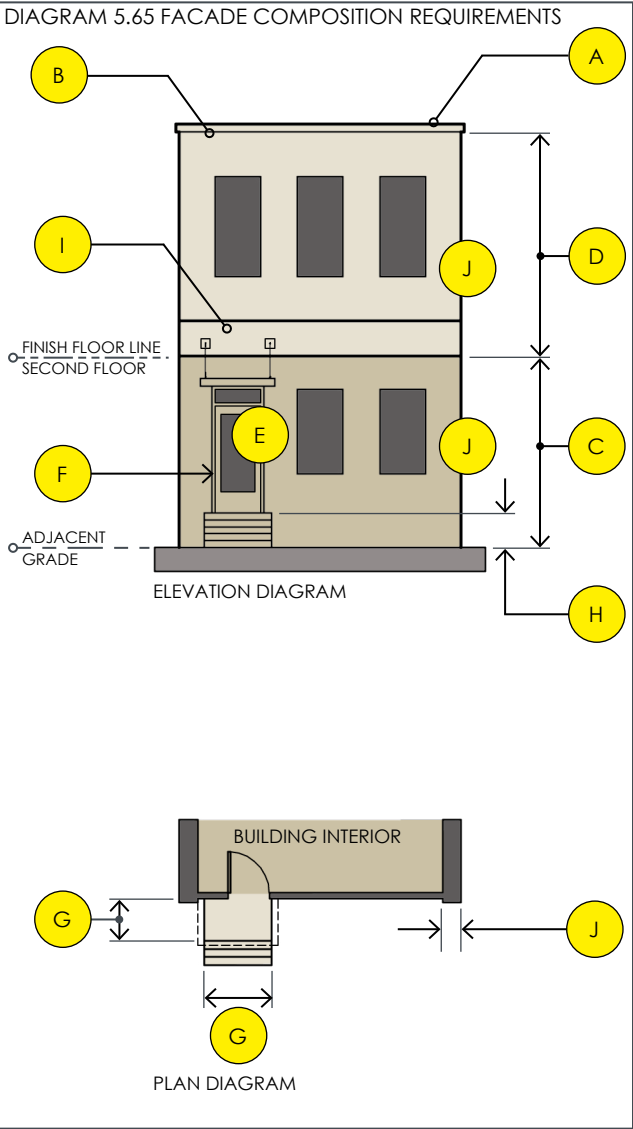 DIAGRAM 5.65 FACADE COMPOSITION REQUIREMENTS
A
B
I
J
D
FINISH FLOOR LINE
SECOND FLOOR
E
J
C
F
ADJACENT
GRADE
ELEVATION DIAGRAM
H
BUILDING INTERIOR
G
J
G
PLAN DIAGRAM